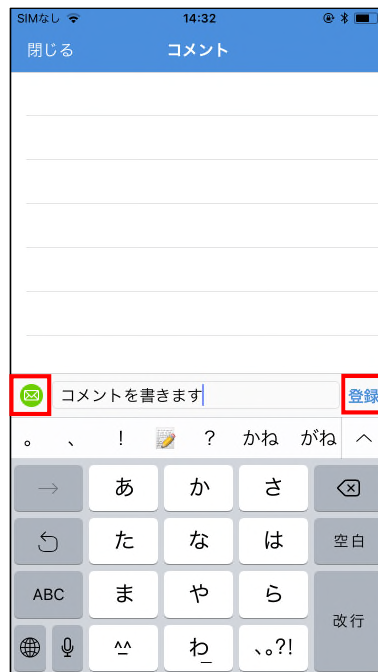 SIMなし 14:32
閉じる コメント
コメントを書きます 登録
。 、 ! ? かね がね
あ か さ
た な は 空白
ABC ま や ら
改行
^^ わ_ 、。?!